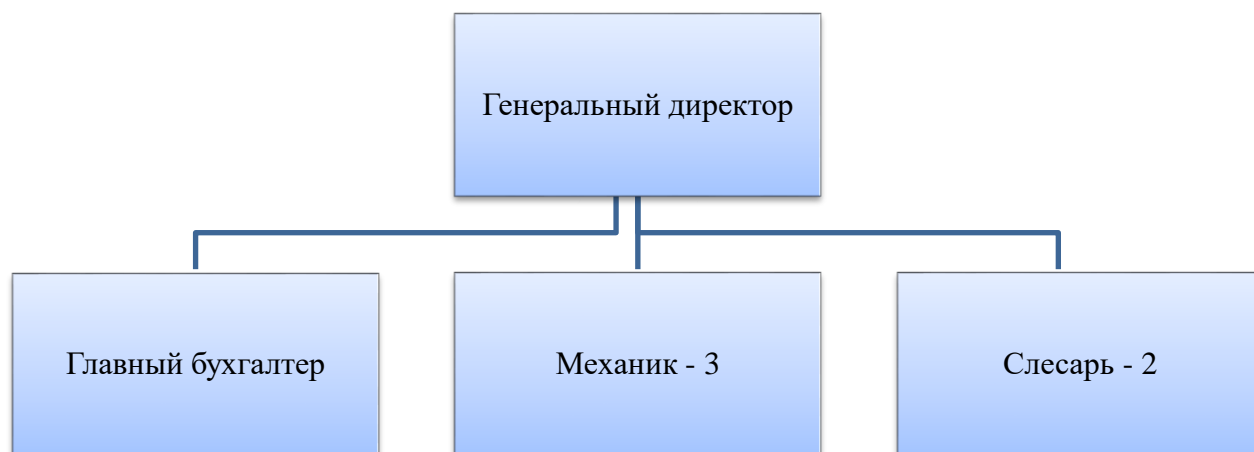 Генеральный директор
Главный бухгалтер
Механик - 3
Слесарь - 2